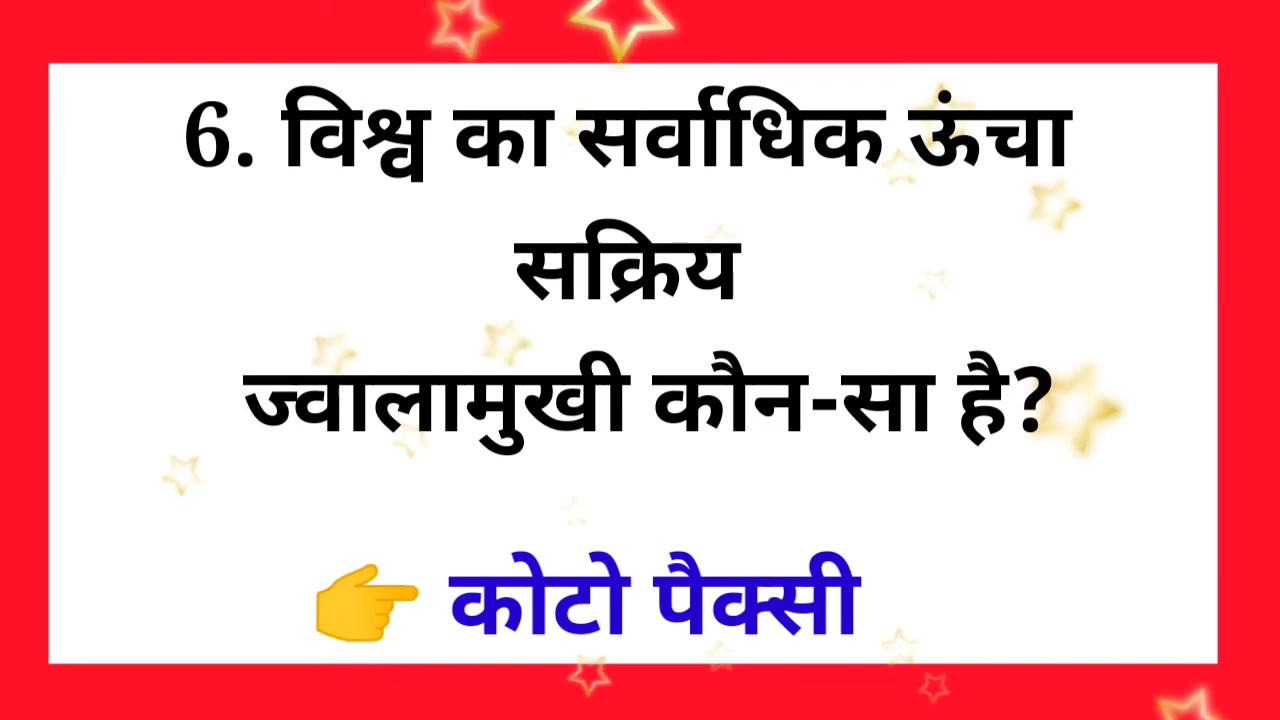 6. विश्व का सर्वाधिक ऊंचा
सक्रिय
ज्वालामुखी कौन-सा है?
👉 कोटो पैक्सी